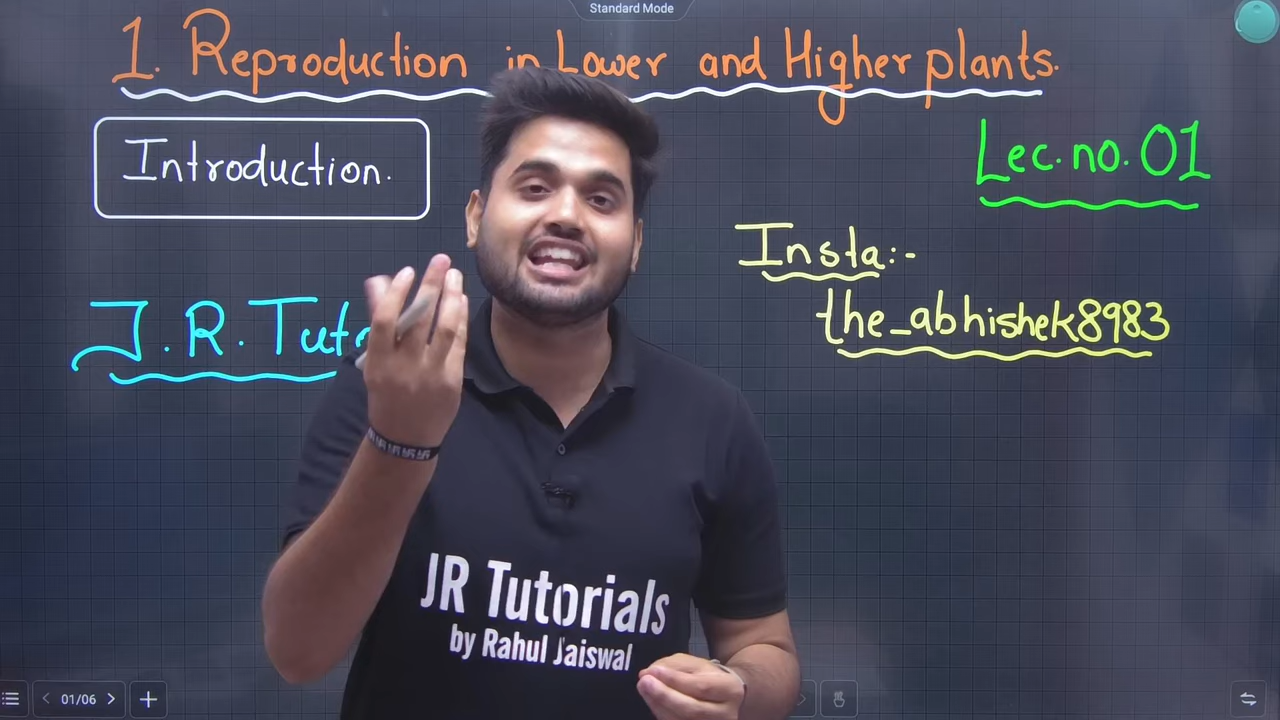 Standard Mode
1. Reproduction in Lower and Higher plants.
Introduction.
Lec. no. 01
Insta:-
the_abhishek8983
J.R.
JR Tutorials
by Rahul Jaiswal
01/06